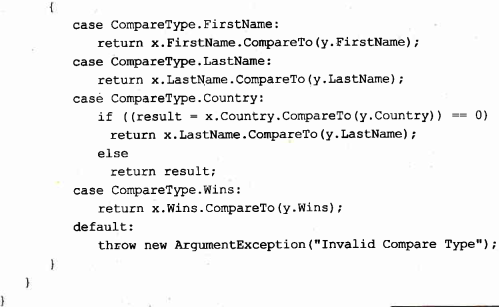 {
case CompareType.FirstName:
return x.FirstName.CompareTo(y.FirstName);
case CompareType.LastName:
return x.LastName.CompareTo(y.LastName);
case CompareType.Country:
if ((result = x.Country.CompareTo(y.Country)) == 0)
return x.LastName.CompareTo(y.LastName);
else
return result;
case CompareType.Wins:
return x.Wins.CompareTo(y.Wins);
default:
throw new ArgumentException("Invalid Compare Type");
}
}
}